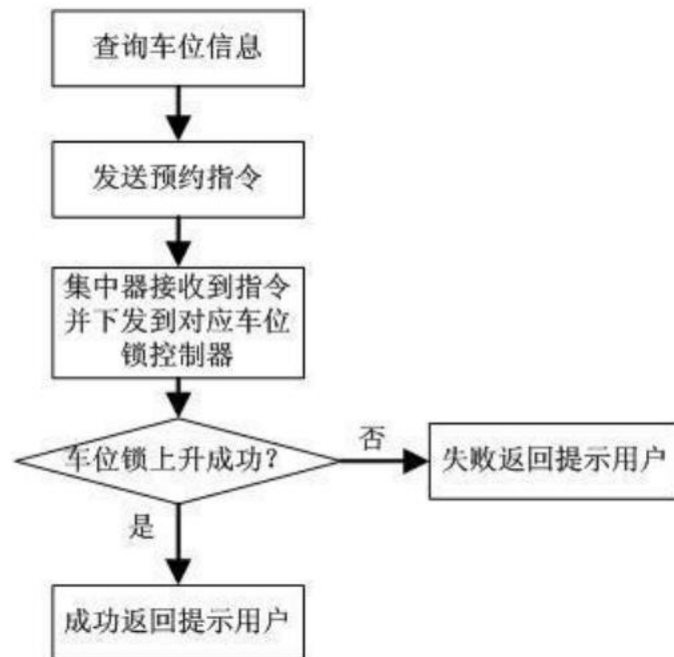 查询车位信息
发送预约指令
集中器接收到指令
并下发到对应车位
锁控制器
车位锁上升成功？
否
失败返回提示用户
是
成功返回提示用户